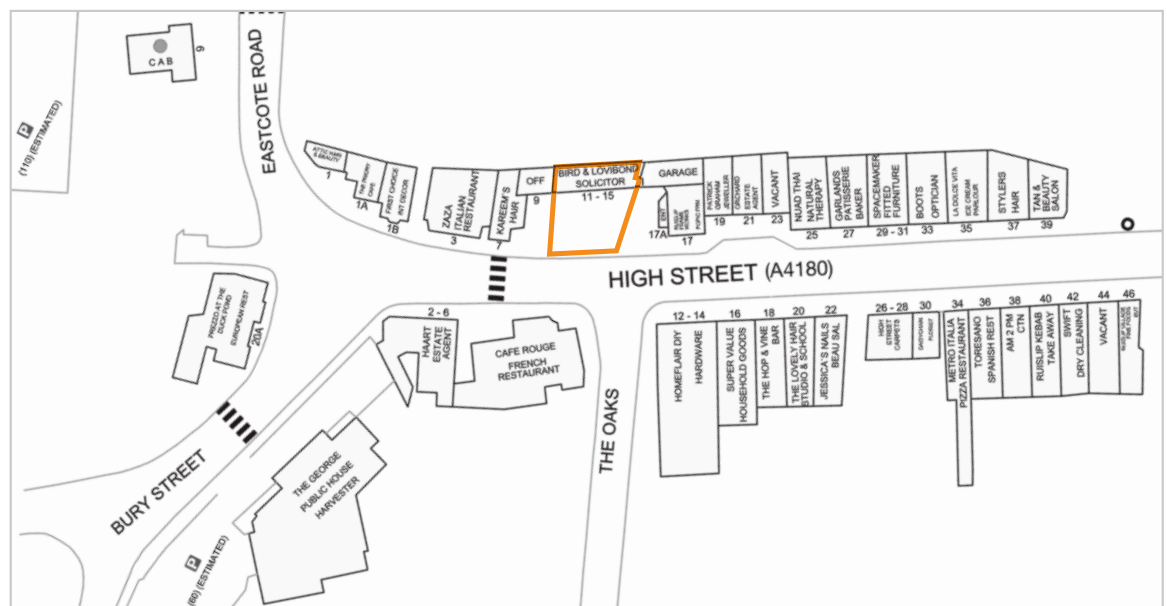 CAB
9
P
(110) (ESTIMATED)
EASTCOTE ROAD
ATTIC HAIR
& BEAUTY
1
THE PRIORY
CAFE
1A
FIRST CHOICE
INT DECOR
1B
ZAZA
ITALIAN
RESTAURANT
3
KAREEM'S
HAIR
7
OFF
9
BIRD & LOVIBOND
SOLICITOR
11 - 15
GARAGE
17A
17
PATRICK
GRAHAM
JEWELLER
19
ORCHARD
ESTATE
AGENT
21
VACANT
23
NUAD THAI
NATURAL
THERAPY
25
GARLANDS
PATISSERIE
BAKER
27
SPACEMAKER
FITTED
FURNITURE
29 - 31
BOOTS
OPTICIAN
33
LA DOLCE VITA
ICE CREAM
PARLOUR
35
STYLERS
HAIR
37
TAN &
BEAUTY
SALON
39
HIGH STREET (A4180)
PREZZO AT THE
DUCK POND
EUROPEAN REST
20A
2 - 6
HAART
ESTATE
AGENT
CAFE ROUGE
FRENCH
RESTAURANT
12 - 14
HOMEFLAIR DIY
HARDWARE
16
SUPER VALUE
HOUSEHOLD GOODS
18
THE HOP & VINE
BAR
20
THE LOVELY HAIR
STUDIO & SCHOOL
22
JESSICA'S NAILS
BEAU SAL
26 - 28
HIGH
STREET
CARPETS
30
FLORIST
34
METRO ITALIA
PIZZA RESTAURANT
36
TORESANO
SPANISH REST
38
AM 2 PM
CTN
40
RUISLIP KEBAB
TAKE AWAY
42
SWIFT
DRY CLEANING
44
VACANT
46
THE OAKS
BURY STREET
THE GEORGE
PUBLIC HOUSE
HARVESTER
P
(60) (ESTIMATED)